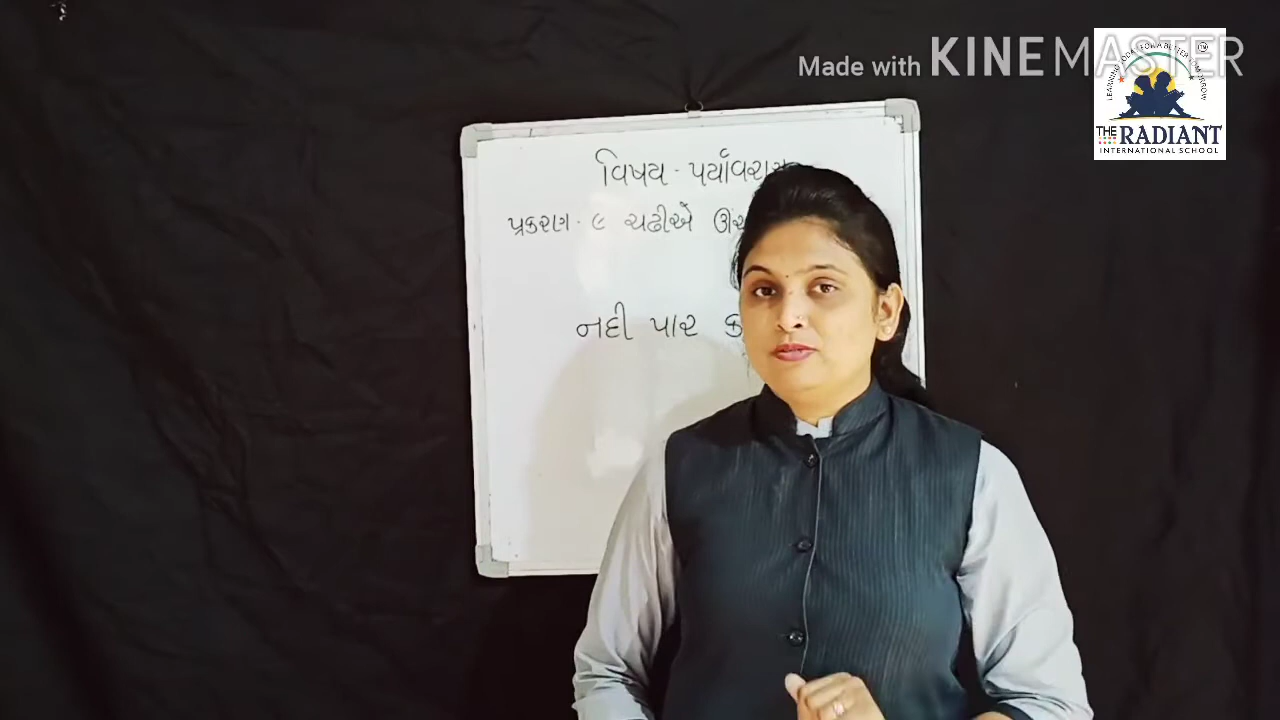 Made with KINEMASTER
THE RADIANT
INTERNATIONAL SCHOOL
વિષય - પર્યાવરણ
પ્રકરણ - ૯ ચઢીએ
નદી પાર